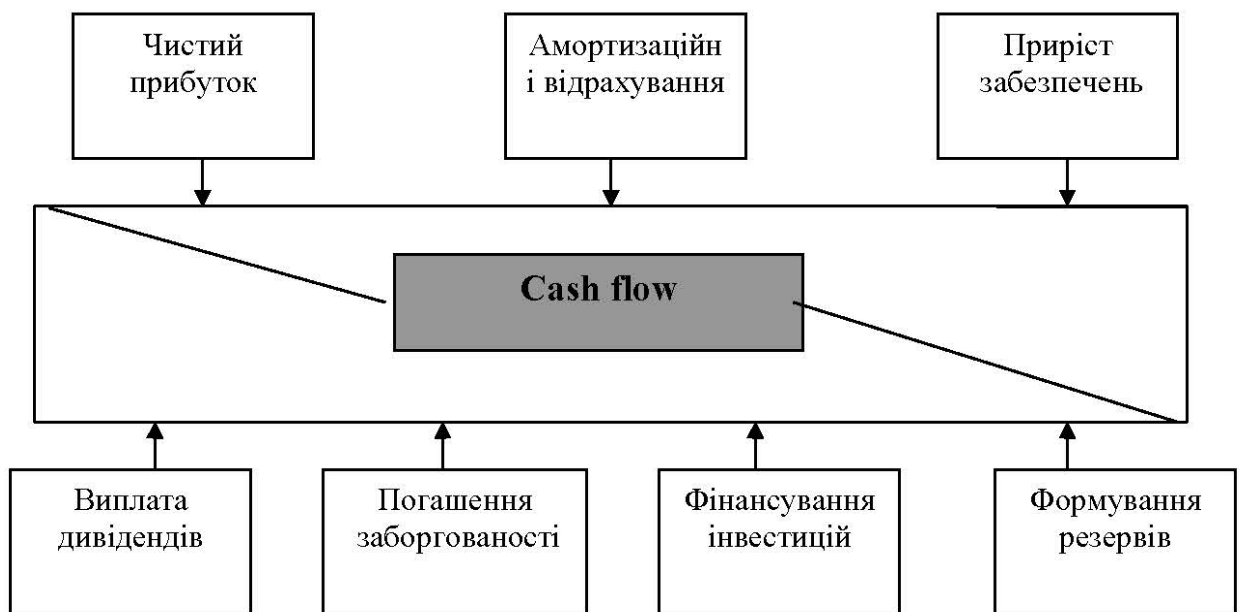 Чистий
прибуток
Амортизаційн
і відрахування
Приріст
забезпечень
Cash flow
Виплата
дивідендів
Погашення
заборгованості
Фінансування
інвестицій
Формування
резервів